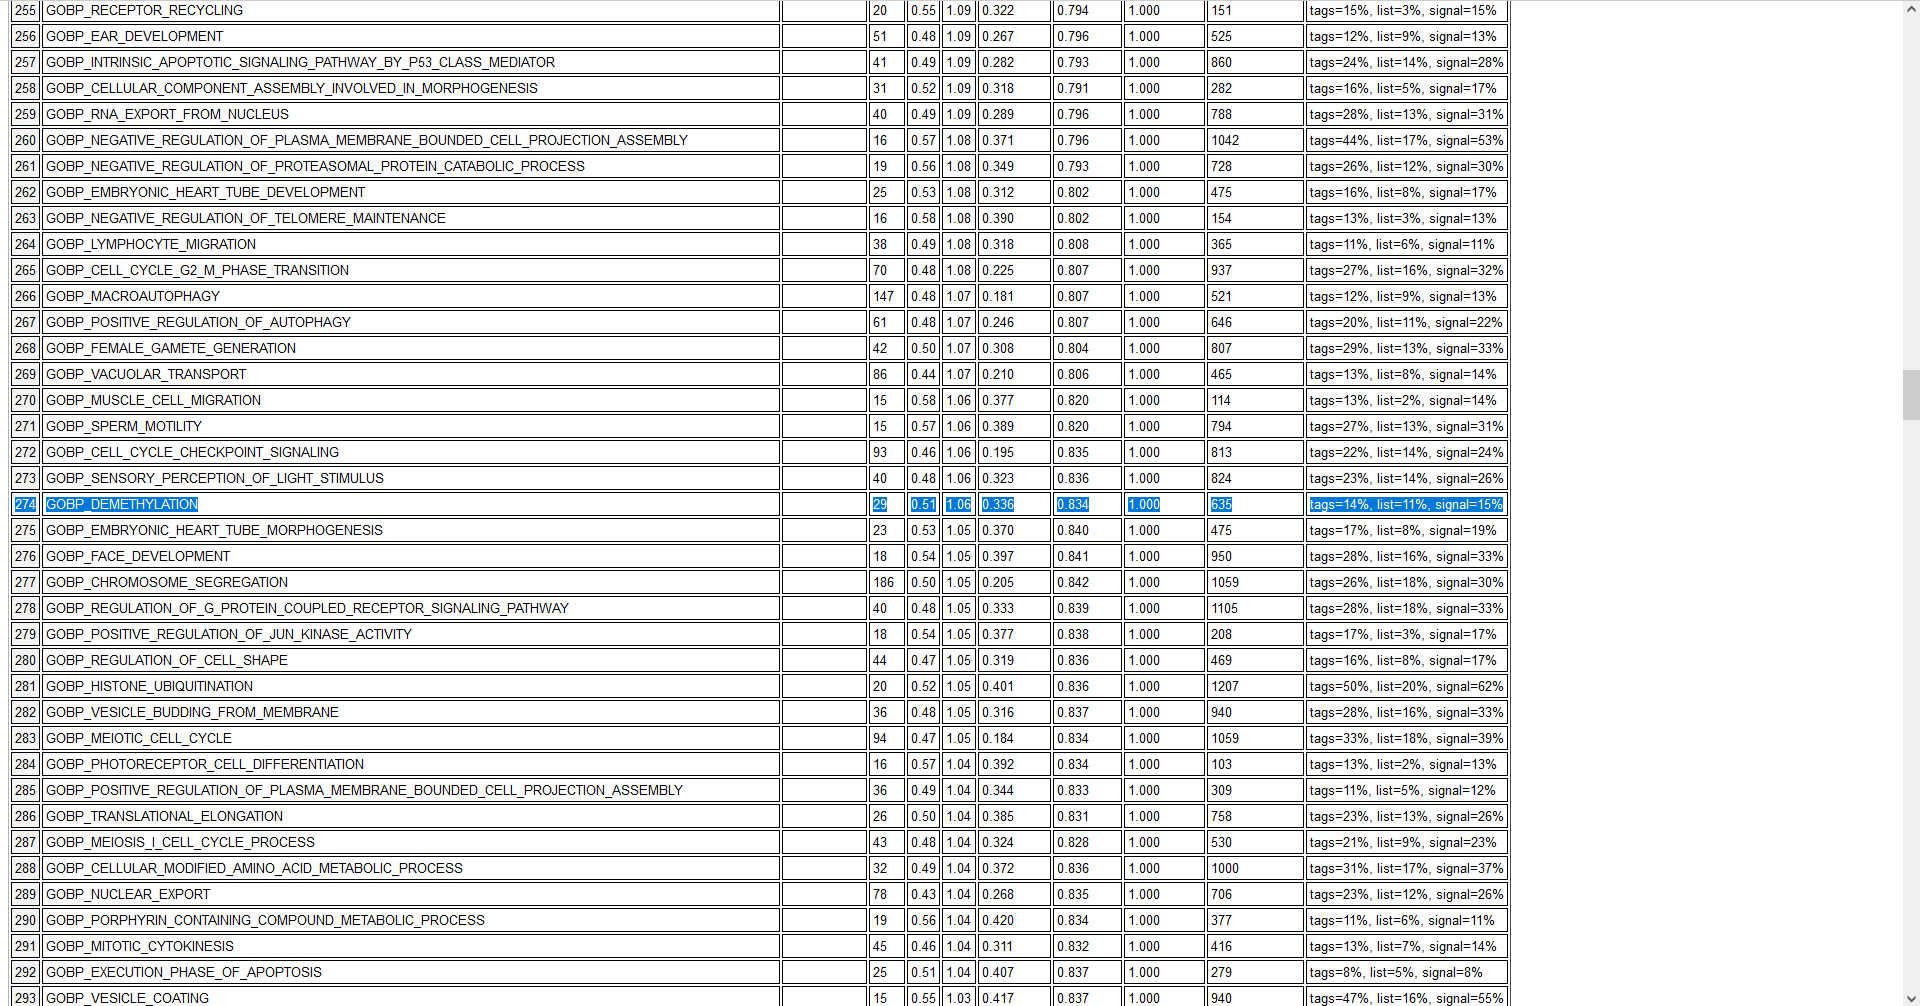 255 GOBP_RECEPTOR_RECYCLING 20 0.55 1.09 0.322 0.794 1.000 151 tags=15%, list=3%, signal=15%
256 GOBP_EAR_DEVELOPMENT 51 0.48 1.09 0.267 0.796 1.000 525 tags=12%, list=9%, signal=13%
257 GOBP_INTRINSIC_APOPTOTIC_SIGNALING_PATHWAY_BY_P53_CLASS_MEDIATOR 41 0.49 1.09 0.282 0.793 1.000 860 tags=24%, list=14%, signal=28%
258 GOBP_CELLULAR_COMPONENT_ASSEMBLY_INVOLVED_IN_MORPHOGENESIS 31 0.52 1.09 0.318 0.791 1.000 282 tags=16%, list=5%, signal=17%
259 GOBP_RNA_EXPORT_FROM_NUCLEUS 40 0.49 1.09 0.289 0.796 1.000 788 tags=28%, list=13%, signal=31%
260 GOBP_NEGATIVE_REGULATION_OF_PLASMA_MEMBRANE_BOUNDED_CELL_PROJECTION_ASSEMBLY 16 0.57 1.08 0.371 0.796 1.000 1042 tags=44%, list=17%, signal=53%
261 GOBP_NEGATIVE_REGULATION_OF_PROTEASOMAL_PROTEIN_CATABOLIC_PROCESS 19 0.56 1.08 0.349 0.793 1.000 728 tags=26%, list=12%, signal=30%
262 GOBP_EMBRYONIC_HEART_TUBE_DEVELOPMENT 25 0.53 1.08 0.312 0.802 1.000 475 tags=16%, list=8%, signal=17%
263 GOBP_NEGATIVE_REGULATION_OF_TELOMERE_MAINTENANCE 16 0.58 1.08 0.390 0.802 1.000 154 tags=13%, list=3%, signal=13%
264 GOBP_LYMPHOCYTE_MIGRATION 38 0.49 1.08 0.318 0.808 1.000 365 tags=11%, list=6%, signal=11%
265 GOBP_CELL_CYCLE_G2_M_PHASE_TRANSITION 70 0.48 1.08 0.225 0.807 1.000 937 tags=27%, list=16%, signal=32%
266 GOBP_MACROAUTOPHAGY 147 0.48 1.07 0.181 0.807 1.000 521 tags=12%, list=9%, signal=13%
267 GOBP_POSITIVE_REGULATION_OF_AUTOPHAGY 61 0.48 1.07 0.246 0.807 1.000 646 tags=20%, list=11%, signal=22%
268 GOBP_FEMALE_GAMETE_GENERATION 42 0.50 1.07 0.308 0.804 1.000 807 tags=29%, list=13%, signal=33%
269 GOBP_VACUOLAR_TRANSPORT 86 0.44 1.07 0.210 0.806 1.000 465 tags=13%, list=8%, signal=14%
270 GOBP_MUSCLE_CELL_MIGRATION 15 0.58 1.06 0.377 0.820 1.000 114 tags=13%, list=2%, signal=14%
271 GOBP_SPERM_MOTILITY 15 0.57 1.06 0.389 0.820 1.000 794 tags=27%, list=13%, signal=31%
272 GOBP_CELL_CYCLE_CHECKPOINT_SIGNALING 93 0.46 1.06 0.195 0.835 1.000 813 tags=22%, list=14%, signal=24%
273 GOBP_SENSORY_PERCEPTION_OF_LIGHT_STIMULUS 40 0.48 1.06 0.323 0.836 1.000 824 tags=23%, list=14%, signal=26%
274 GOBP_DEMETHYLATION 29 0.51 1.06 0.336 0.834 1.000 635 tags=14%, list=11%, signal=15%
275 GOBP_EMBRYONIC_HEART_TUBE_MORPHOGENESIS 23 0.53 1.05 0.370 0.840 1.000 475 tags=17%, list=8%, signal=19%
276 GOBP_FACE_DEVELOPMENT 18 0.54 1.05 0.397 0.841 1.000 950 tags=28%, list=16%, signal=33%
277 GOBP_CHROMOSOME_SEGREGATION 186 0.50 1.05 0.205 0.842 1.000 1059 tags=26%, list=18%, signal=30%
278 GOBP_REGULATION_OF_G_PROTEIN_COUPLED_RECEPTOR_SIGNALING_PATHWAY 40 0.48 1.05 0.333 0.839 1.000 1105 tags=28%, list=18%, signal=33%
279 GOBP_POSITIVE_REGULATION_OF_JUN_KINASE_ACTIVITY 18 0.54 1.05 0.377 0.838 1.000 208 tags=17%, list=3%, signal=17%
280 GOBP_REGULATION_OF_CELL_SHAPE 44 0.47 1.05 0.319 0.836 1.000 469 tags=16%, list=8%, signal=17%
281 GOBP_HISTONE_UBIQUITINATION 20 0.52 1.05 0.401 0.836 1.000 1207 tags=50%, list=20%, signal=62%
282 GOBP_VESICLE_BUDDING_FROM_MEMBRANE 36 0.48 1.05 0.316 0.837 1.000 940 tags=28%, list=16%, signal=33%
283 GOBP_MEIOTIC_CELL_CYCLE 94 0.47 1.05 0.184 0.834 1.000 1059 tags=33%, list=18%, signal=39%
284 GOBP_PHOTORECEPTOR_CELL_DIFFERENTIATION 16 0.57 1.04 0.392 0.834 1.000 103 tags=13%, list=2%, signal=13%
285 GOBP_POSITIVE_REGULATION_OF_PLASMA_MEMBRANE_BOUNDED_CELL_PROJECTION_ASSEMBLY 36 0.49 1.04 0.344 0.833 1.000 309 tags=11%, list=5%, signal=12%
286 GOBP_TRANSLATIONAL_ELONGATION 26 0.50 1.04 0.385 0.831 1.000 758 tags=23%, list=13%, signal=26%
287 GOBP_MEIOSIS_I_CELL_CYCLE_PROCESS 43 0.48 1.04 0.324 0.828 1.000 530 tags=21%, list=9%, signal=23%
288 GOBP_CELLULAR_MODIFIED_AMINO_ACID_METABOLIC_PROCESS 32 0.49 1.04 0.372 0.836 1.000 1000 tags=31%, list=17%, signal=37%
289 GOBP_NUCLEAR_EXPORT 78 0.43 1.04 0.268 0.835 1.000 706 tags=23%, list=12%, signal=26%
290 GOBP_PORPHYRIN_CONTAINING_COMPOUND_METABOLIC_PROCESS 19 0.56 1.04 0.420 0.834 1.000 377 tags=11%, list=6%, signal=11%
291 GOBP_MITOTIC_CYTOKINESIS 45 0.46 1.04 0.311 0.832 1.000 416 tags=13%, list=7%, signal=14%
292 GOBP_EXECUTION_PHASE_OF_APOPTOSIS 25 0.51 1.04 0.407 0.837 1.000 279 tags=8%, list=5%, signal=8%
293 GOBP_VESICLE_COATING 15 0.55 1.03 0.417 0.837 1.000 940 tags=47%, list=16%, signal=55%